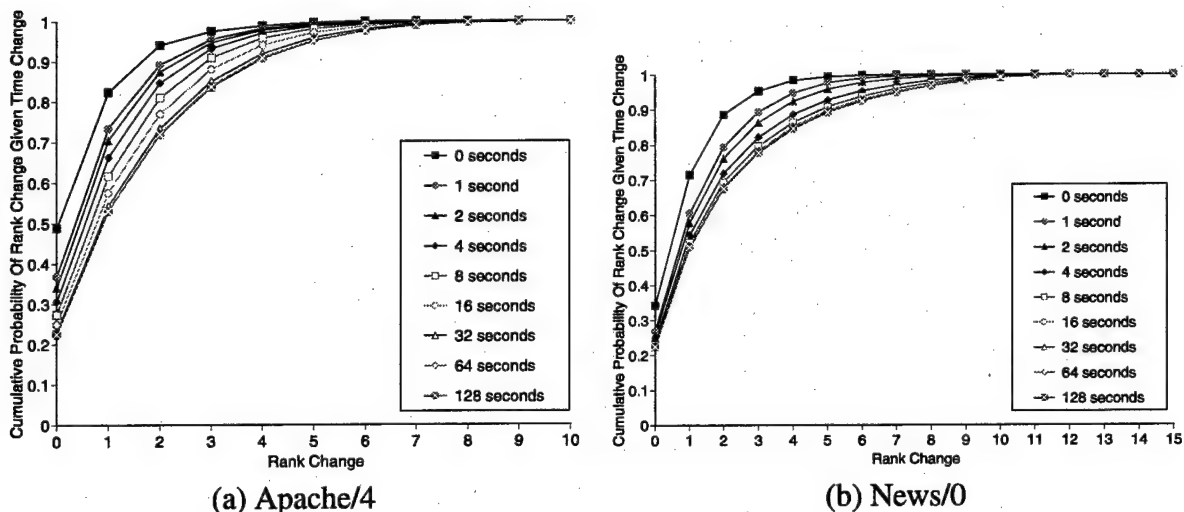 Cumulative Probability Of Rank Change Given Time Change
1
0.9
0.8
0.7
0.6
0.5
0.4
0.3
0.2
0.1
0
0 1 2 3 4 5 6 7 8 9 10
Rank Change
0 seconds
1 second
2 seconds
4 seconds
8 seconds
16 seconds
32 seconds
64 seconds
128 seconds
(a) Apache/4
Cumulative Probability Of Rank Change Given Time Change
1
0.9
0.8
0.7
0.6
0.5
0.4
0.3
0.2
0.1
0
0 1 2 3 4 5 6 7 8 9 10 11 12 13 14 15
Rank Change
0 seconds
1 second
2 seconds
4 seconds
8 seconds
16 seconds
32 seconds
64 seconds
128 seconds
(b) News/0